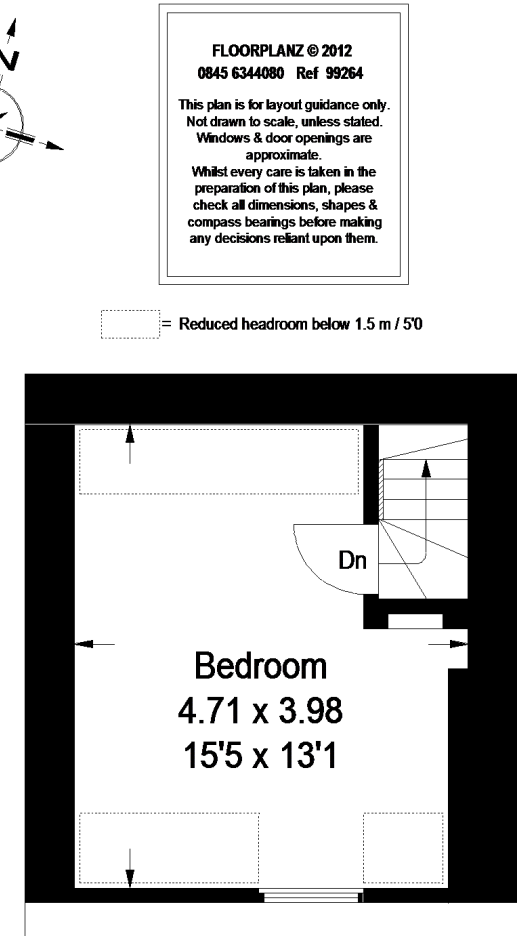 N
FLOORPLANZ © 2012
0845 6344080 Ref 99264
This plan is for layout guidance only.
Not drawn to scale, unless stated.
Windows & door openings are
approximate.
Whilst every care is taken in the
preparation of this plan, please
check all dimensions, shapes &
compass bearings before making
any decisions reliant upon them.
= Reduced headroom below 1.5 m / 5'0
Dn
Bedroom
4.71 x 3.98
15'5 x 13'1